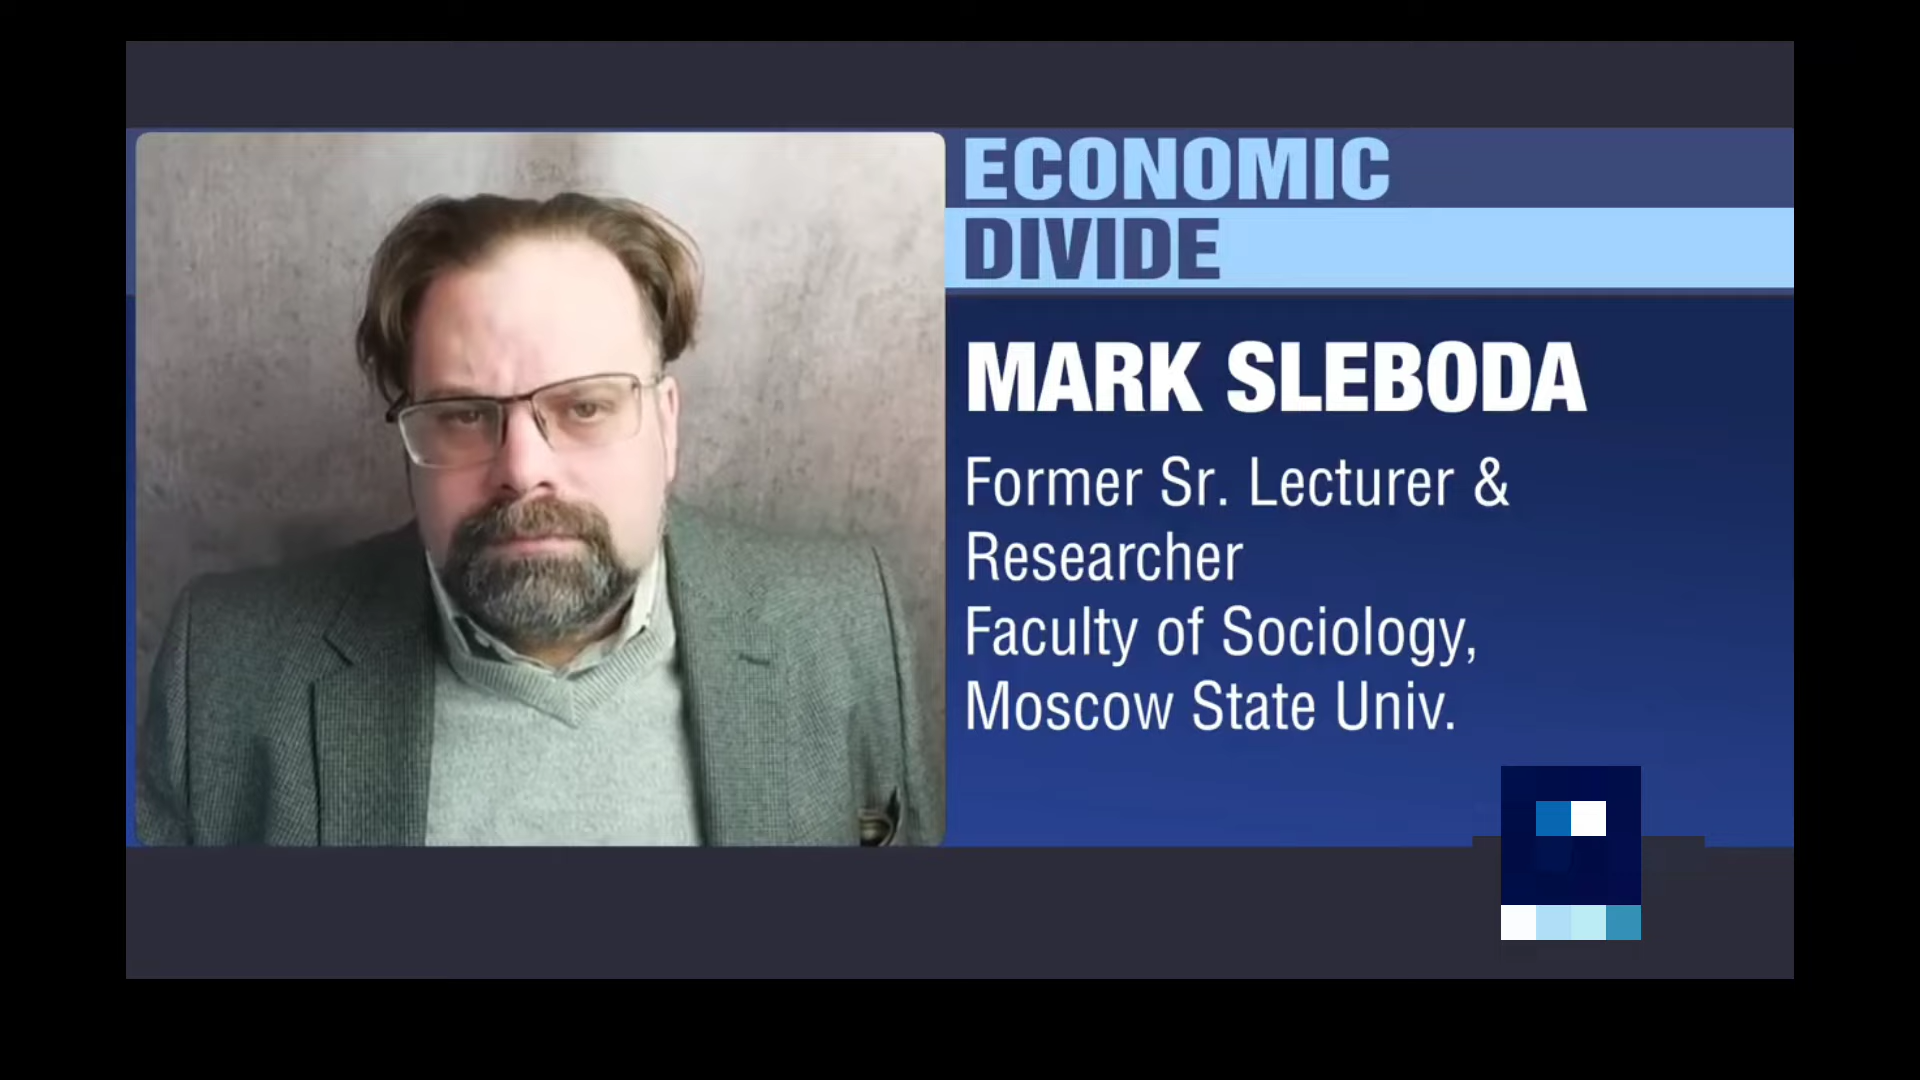 ECONOMIC
DIVIDE
MARK SLEBODA
Former Sr. Lecturer &
Researcher
Faculty of Sociology,
Moscow State Univ.